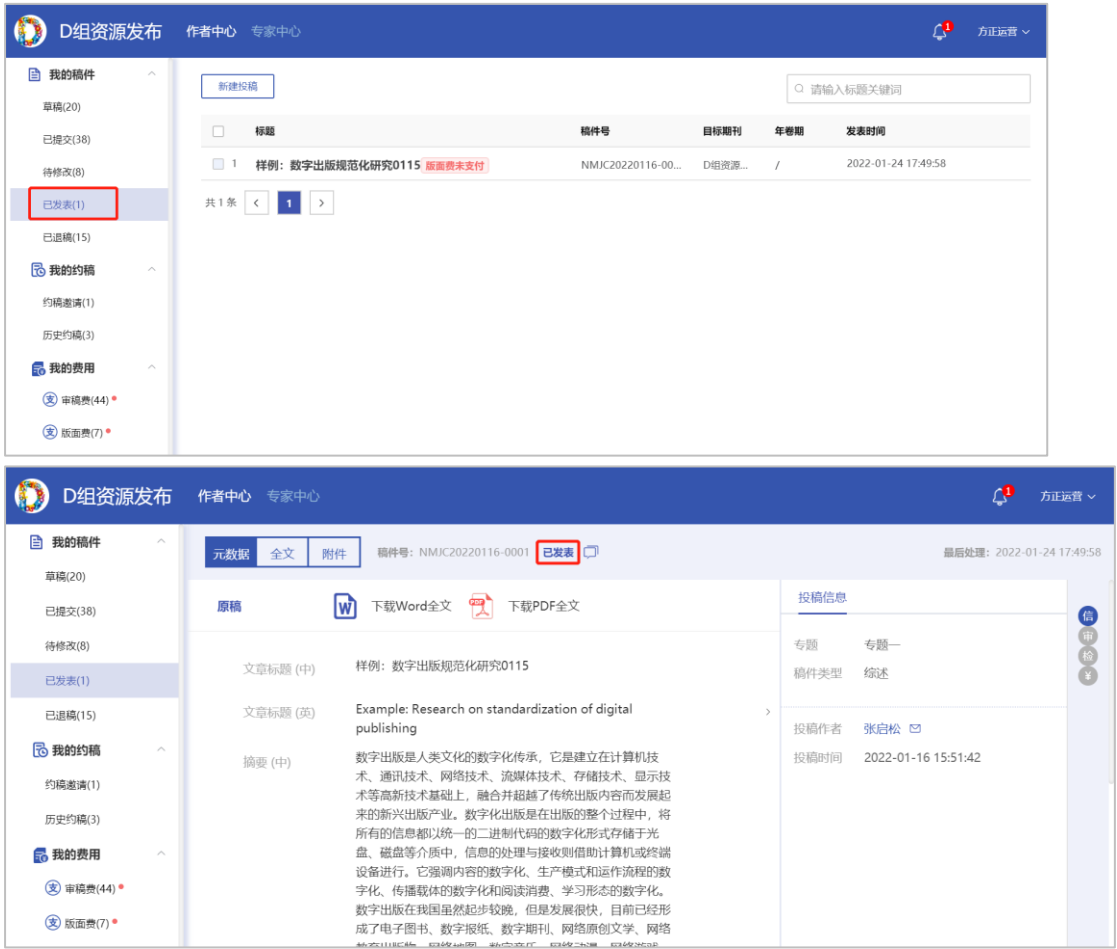 D组资源发布 作者中心 专家中心 1 方正运营
我的稿件
草稿(20)
已提交(38)
待修改(8)
已发表(1)
已退稿(15)
我的约稿
约稿邀请(1)
历史约稿(3)
我的费用
支 审稿费(44)
支 版面费(7)
新建投稿 请输入标题关键词
标题 稿件号 目标期刊 年卷期 发表时间
1 样例：数字出版规范化研究0115 版面费未支付 NMJC20220116-00... D组资源... / 2022-01-24 17:49:58
共 1 条 < 1 >
D组资源发布 作者中心 专家中心 1 方正运营
我的稿件
草稿(20)
已提交(38)
待修改(8)
已发表(1)
已退稿(15)
我的约稿
约稿邀请(1)
历史约稿(3)
我的费用
支 审稿费(44)
支 版面费(7)
元数据 全文 附件 稿件号：NMJC20220116-0001 已发表 最后处理：2022-01-24 17:49:58
原稿 W 下载Word全文 PDF 下载PDF全文
文章标题 (中) 样例：数字出版规范化研究0115
文章标题 (英) Example: Research on standardization of digital
publishing
摘要 (中) 数字出版是人类文化的数字化传承，它是建立在计算机技
术、通讯技术、网络技术、流媒体技术、存储技术、显示技
术等高新技术基础上，融合并超越了传统出版内容而发展起
来的新兴出版产业。数字化出版是在出版的整个过程中，将
所有的信息都以统一的二进制代码的数字化形式存储于光
盘、磁盘等介质中，信息的处理与接收则借助计算机或终端
设备进行。它强调内容的数字化、生产模式和运作流程的数
字化、传播载体的数字化和阅读消费、学习形态的数字化。
数字出版在我国虽然起步较晚，但是发展很快，目前已经形
成了电子图书、数字报纸、数字期刊、网络原创文学、网络
投稿信息
专题 专题一
稿件类型 综述
投稿作者 张启松
投稿时间 2022-01-16 15:51:42
信
审
检
¥